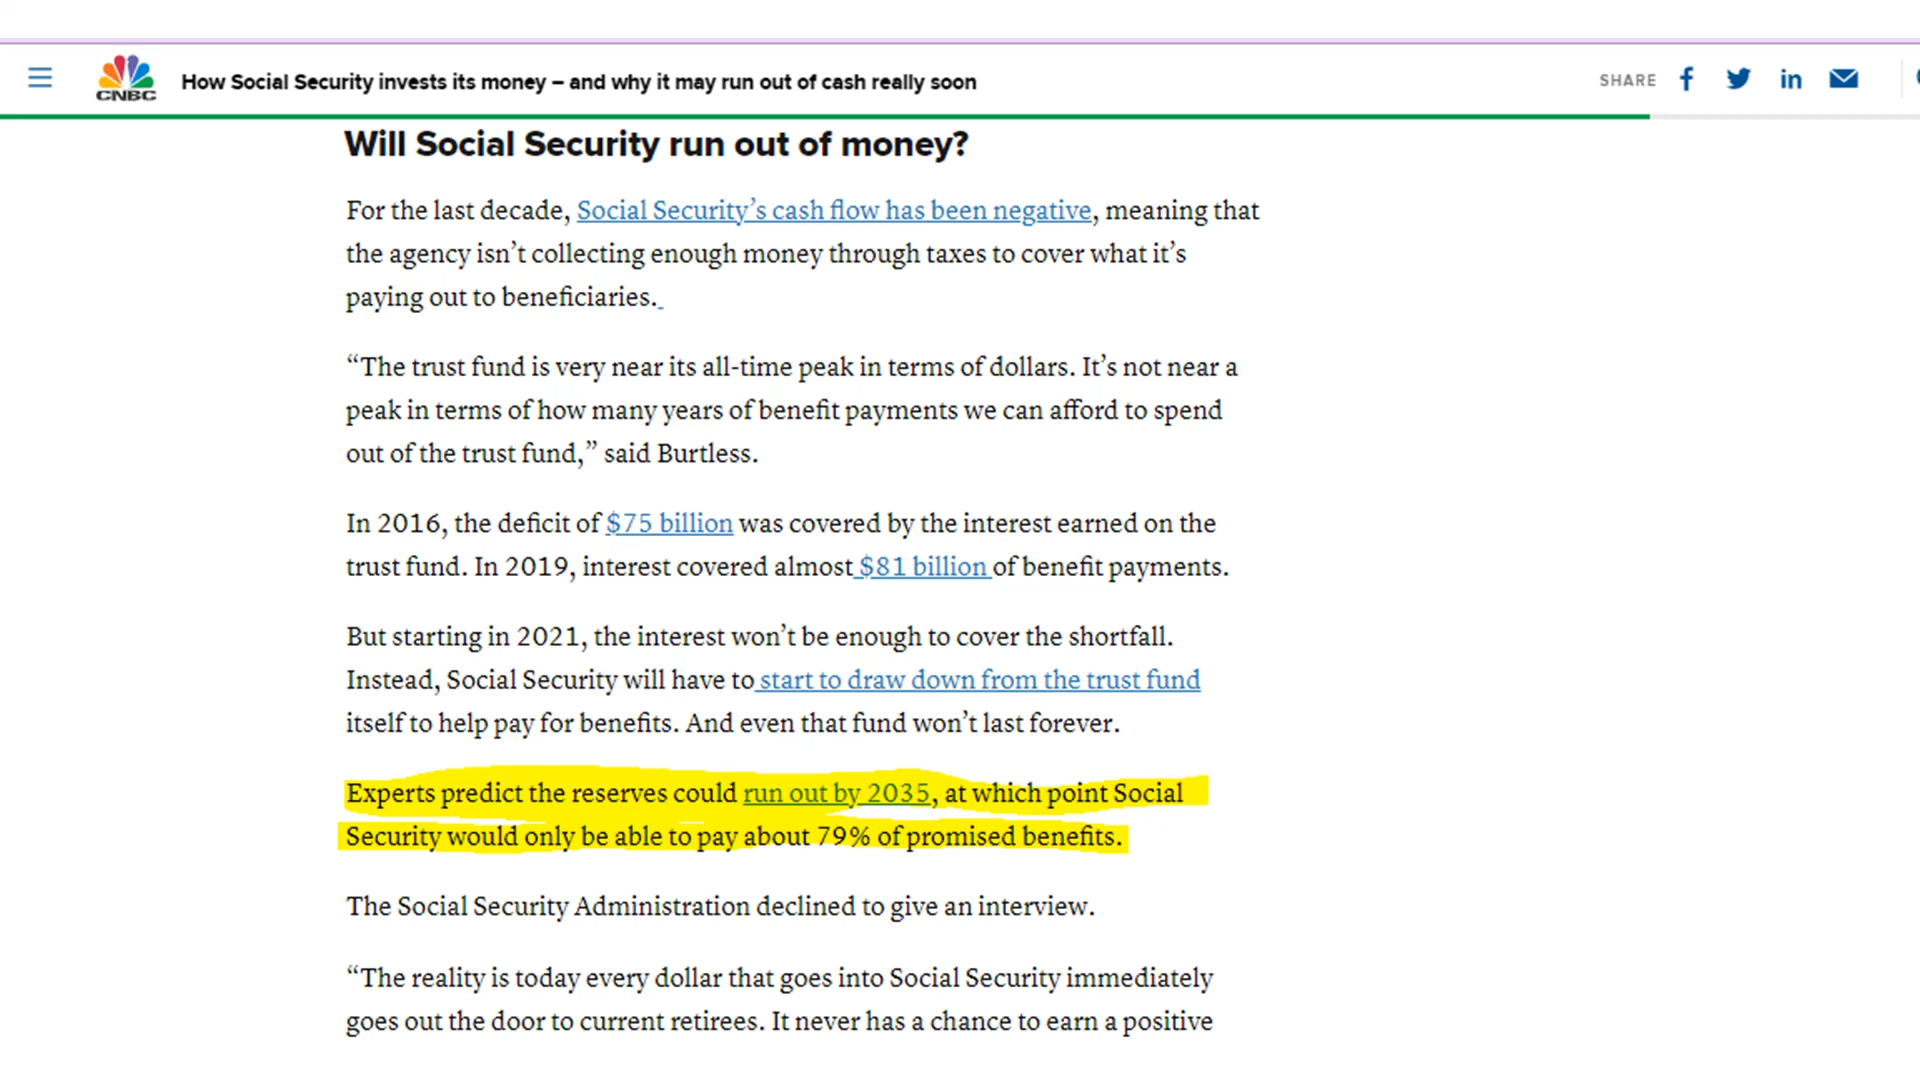 CNBC
How Social Security invests its money – and why it may run out of cash really soon
SHARE
Will Social Security run out of money?
For the last decade, Social Security’s cash flow has been negative, meaning that
the agency isn’t collecting enough money through taxes to cover what it’s
paying out to beneficiaries.
“The trust fund is very near its all-time peak in terms of dollars. It’s not near a
peak in terms of how many years of benefit payments we can afford to spend
out of the trust fund,” said Burtless.
In 2016, the deficit of $75 billion was covered by the interest earned on the
trust fund. In 2019, interest covered almost $81 billion of benefit payments.
But starting in 2021, the interest won’t be enough to cover the shortfall.
Instead, Social Security will have to start to draw down from the trust fund
itself to help pay for benefits. And even that fund won’t last forever.
Experts predict the reserves could run out by 2035, at which point Social
Security would only be able to pay about 79% of promised benefits.
The Social Security Administration declined to give an interview.
“The reality is today every dollar that goes into Social Security immediately
goes out the door to current retirees. It never has a chance to earn a positive